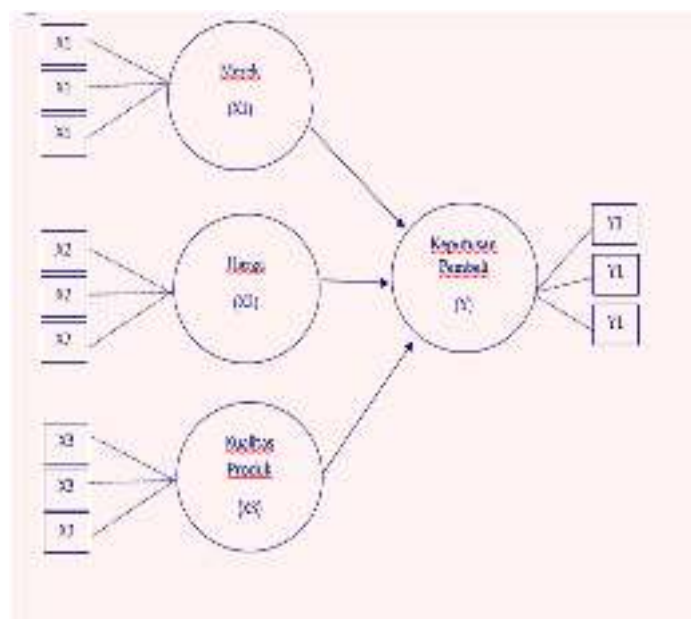 X1
X1
X1
Merek
(X1)
X2
X2
X2
Harga
(X2)
Keputusan
Pembeli
(Y)
Y1
Y1
Y1
X3
X3
X3
Kualitas
Produk
(X3)